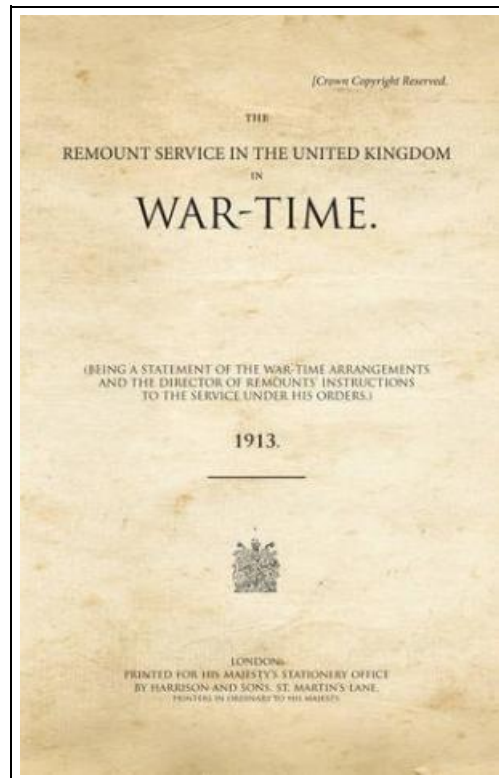 [Crown Copyright Reserved.
THE
REMOUNT SERVICE IN THE UNITED KINGDOM
IN
WAR-TIME.
(BEING A STATEMENT OF THE WAR-TIME ARRANGEMENTS
AND THE DIRECTOR OF REMOUNTS' INSTRUCTIONS
TO THE SERVICE UNDER HIS ORDERS.)
1913.
LONDON:
PRINTED FOR HIS MAJESTY'S STATIONERY OFFICE
BY HARRISON AND SONS, ST. MARTIN'S LANE,
PRINTERS IN ORDINARY TO HIS MAJESTY.